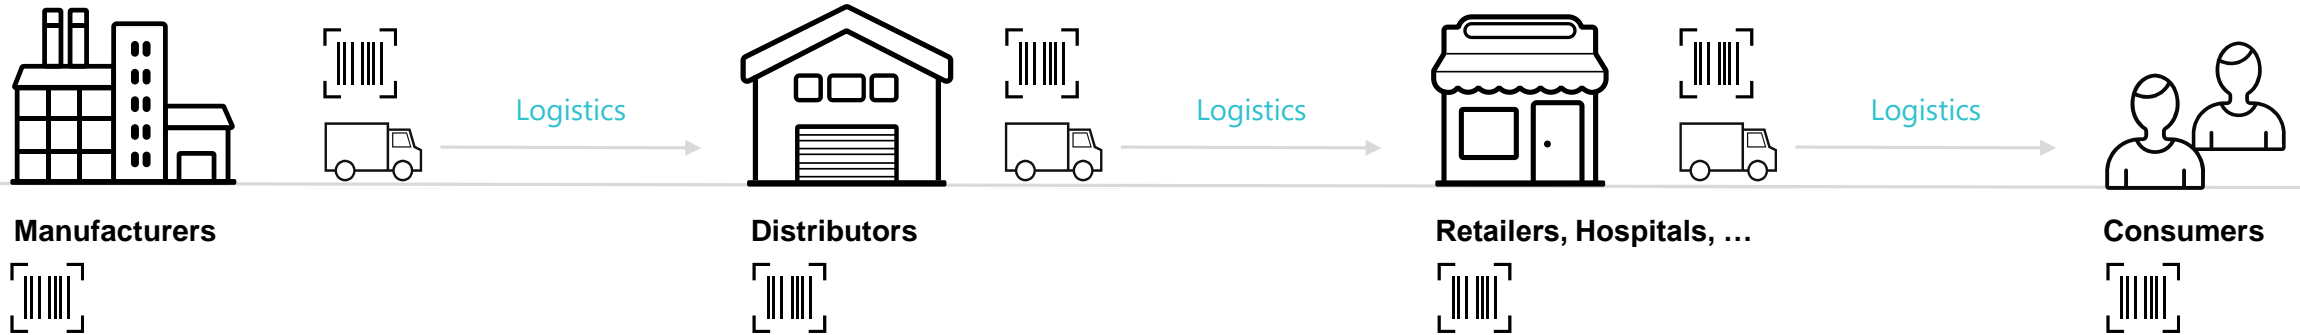 Logistics
Logistics
Logistics
Manufacturers
Distributors
Retailers, Hospitals, …
Consumers